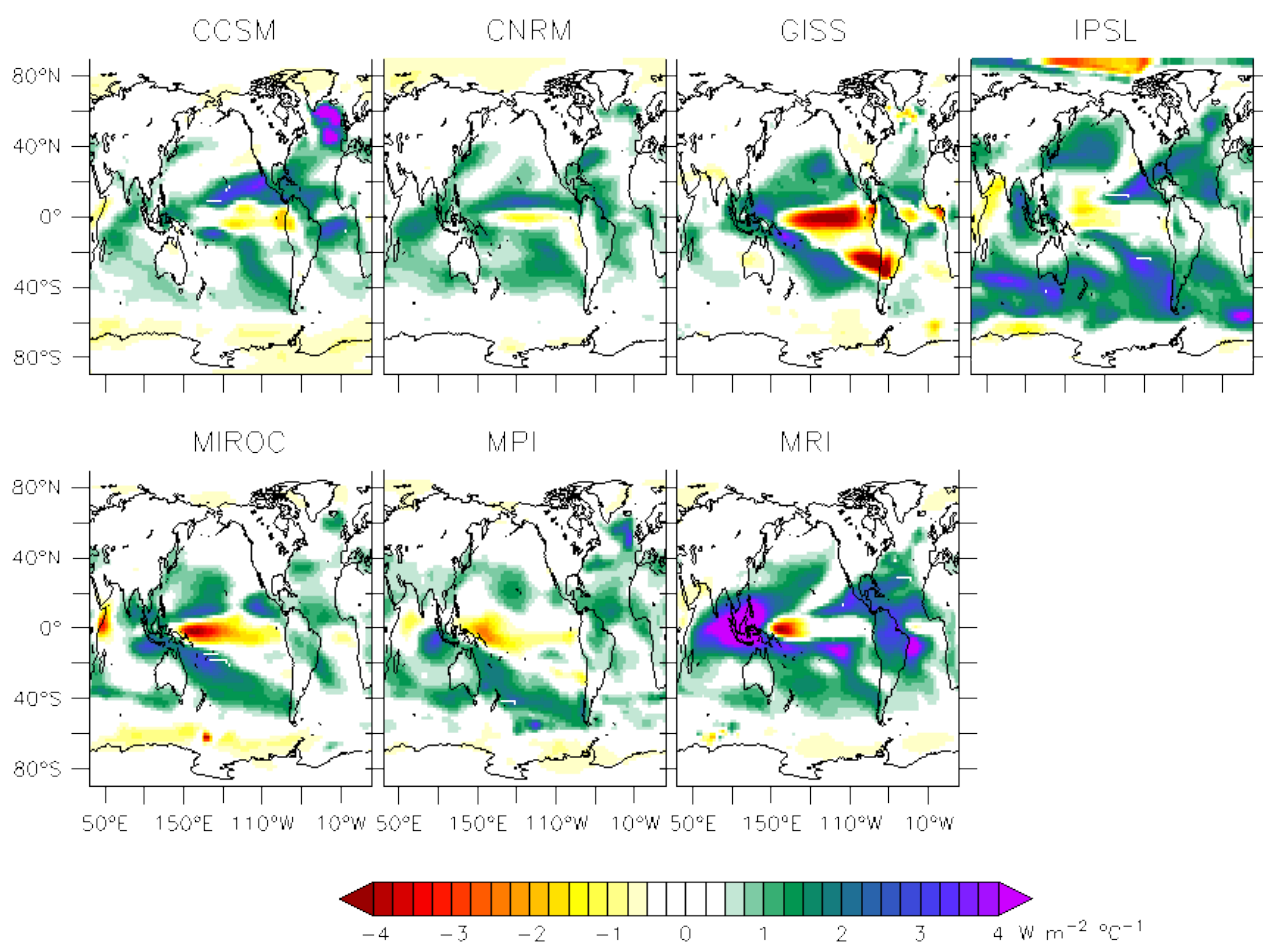 CCSM CNRM GISS IPSL
80°N
40°N
0°
40°S
80°S
MIROC MPI MRI
80°N
40°N
0°
40°S
80°S
50°E 150°E 110°W 10°W 50°E 150°E 110°W 10°W 50°E 150°E 110°W 10°W
−4 −3 −2 −1 0 1 2 3 4 W m⁻² °C⁻¹